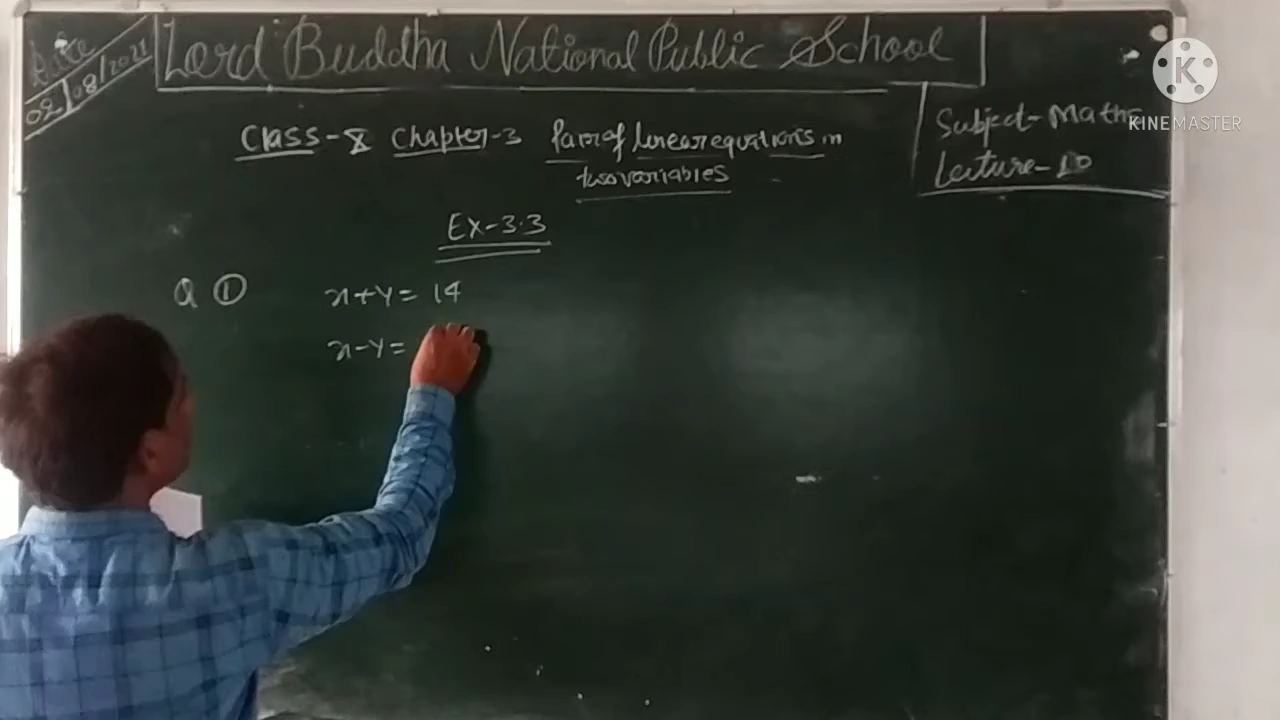 Date
02/08/2021
Lord Buddha National Public School
K
KINEMASTER
Subject-Maths
Lecture-10
Class-X Chapter-3 Pair of linear equations in
two variables
EX-3.3
Q ①
x+y=14
x-y=